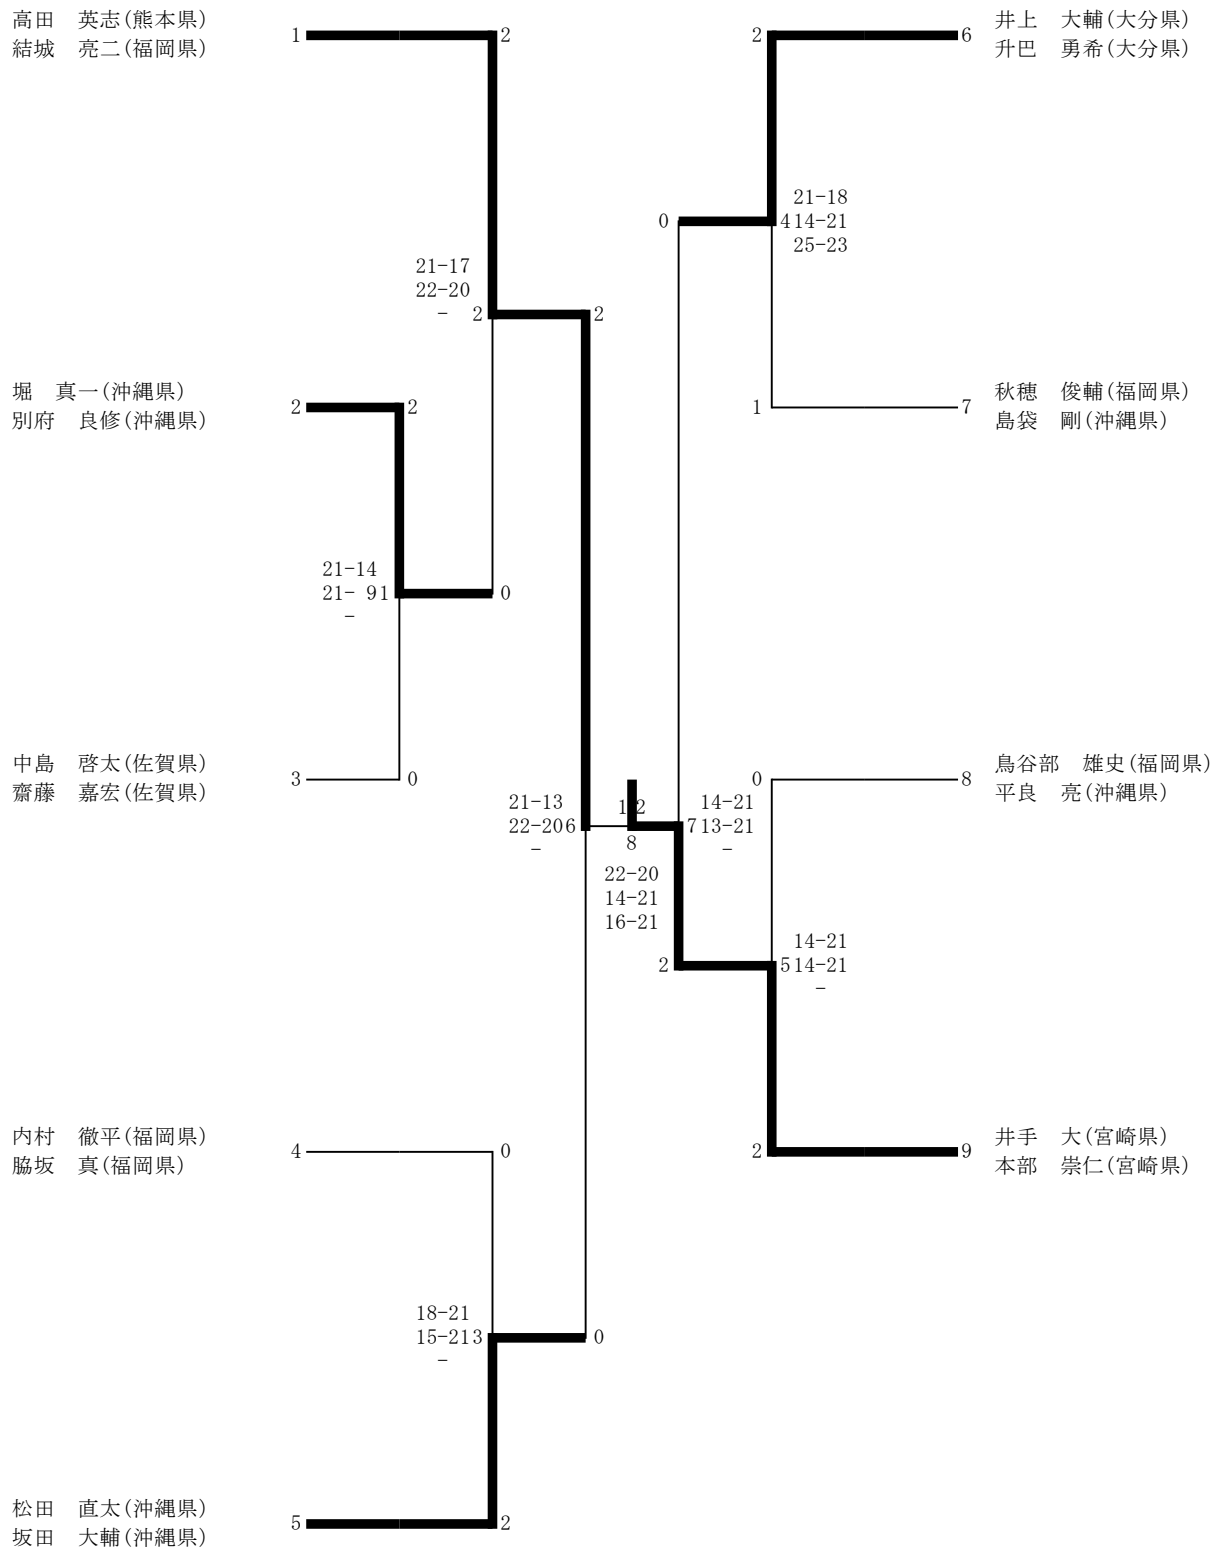 高田　英志(熊本県)
結城　亮二(福岡県)
1
2
2
6
井上　大輔(大分県)
升巴　勇希(大分県)
21-18
0
4 14-21
25-23
21-17
22-20
-
2
2
堀　真一(沖縄県)
別府　良修(沖縄県)
2
2
1
7
秋穂　俊輔(福岡県)
島袋　剛(沖縄県)
21-14
21- 9 1
-
0
中島　啓太(佐賀県)
齋藤　嘉宏(佐賀県)
3
0
0
8
鳥谷部　雄史(福岡県)
平良　亮(沖縄県)
21-13
22-20 6
-
1 2
8
22-20
14-21
16-21
14-21
7 13-21
-
14-21
2
5 14-21
-
内村　徹平(福岡県)
脇坂　真(福岡県)
4
0
2
9
井手　大(宮崎県)
本部　崇仁(宮崎県)
18-21
15-21 3
-
0
松田　直太(沖縄県)
坂田　大輔(沖縄県)
5
2